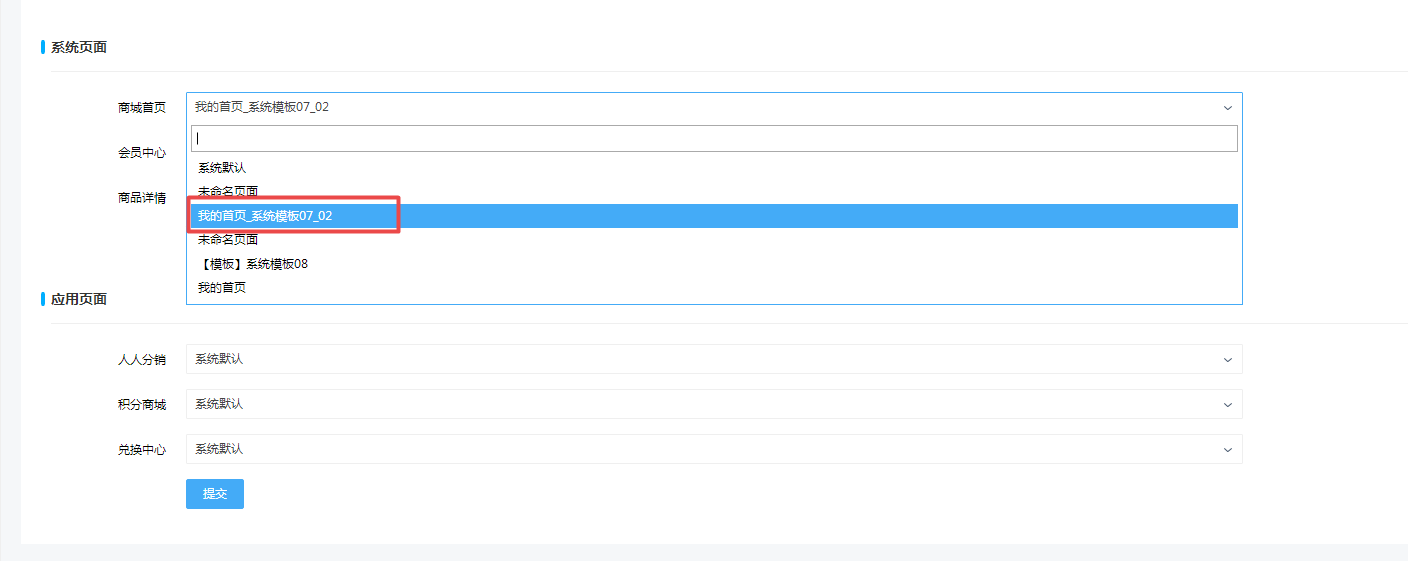 系统页面
商城首页 我的首页_系统模板07_02
会员中心
系统默认
未命名页面
商品详情
我的首页_系统模板07_02
未命名页面
【模板】系统模板08
我的首页
应用页面
人人分销 系统默认
积分商城 系统默认
兑换中心 系统默认
提交